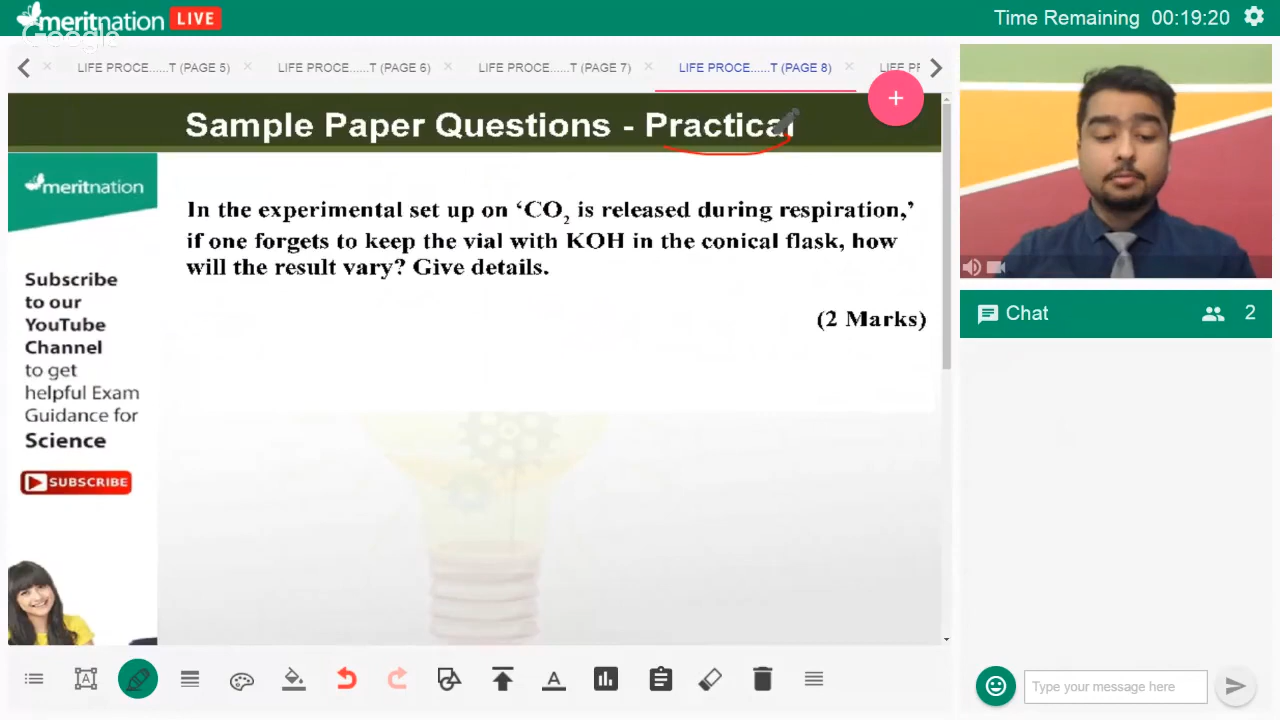 meritnation LIVE
Google
Time Remaining 00:19:20
LIFE PROCE......T (PAGE 5)
LIFE PROCE......T (PAGE 6)
LIFE PROCE......T (PAGE 7)
LIFE PROCE......T (PAGE 8)
LIFE PF
Sample Paper Questions - Practical
meritnation
In the experimental set up on ‘CO2 is released during respiration,’
if one forgets to keep the vial with KOH in the conical flask, how
will the result vary? Give details.
(2 Marks)
Subscribe
to our
YouTube
Channel
to get
helpful Exam
Guidance for
Science
SUBSCRIBE
Chat 2
A
A
Type your message here